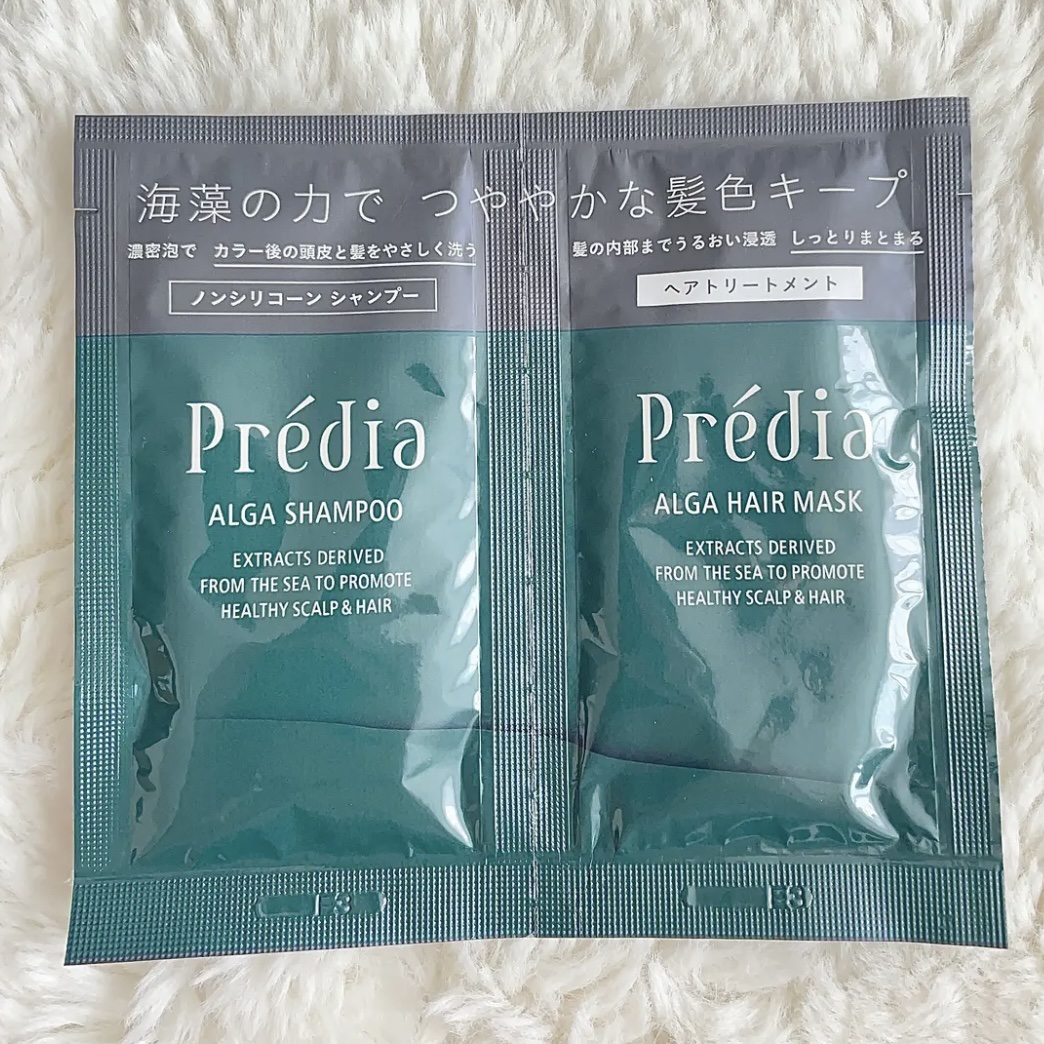 海藻の力で つややかな髪色キープ
濃密泡で カラー後の頭皮と髪をやさしく洗う
ノンシリコーン シャンプー
Prédia
ALGA SHAMPOO
EXTRACTS DERIVED
FROM THE SEA TO PROMOTE
HEALTHY SCALP & HAIR
E3
髪の内部までうるおい浸透 しっとりまとまる
ヘアトリートメント
Prédia
ALGA HAIR MASK
EXTRACTS DERIVED
FROM THE SEA TO PROMOTE
HEALTHY SCALP & HAIR
E3